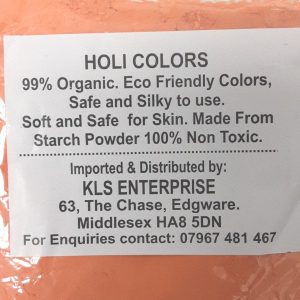 HOLI COLORS
99% Organic. Eco Friendly Colors,
Safe and Silky to use.
Soft and Safe for Skin. Made From
Starch Powder 100% Non Toxic.
Imported & Distributed by:
KLS ENTERPRISE
63, The Chase, Edgware.
Middlesex HA8 5DN
For Enquiries contact: 07967 481 467